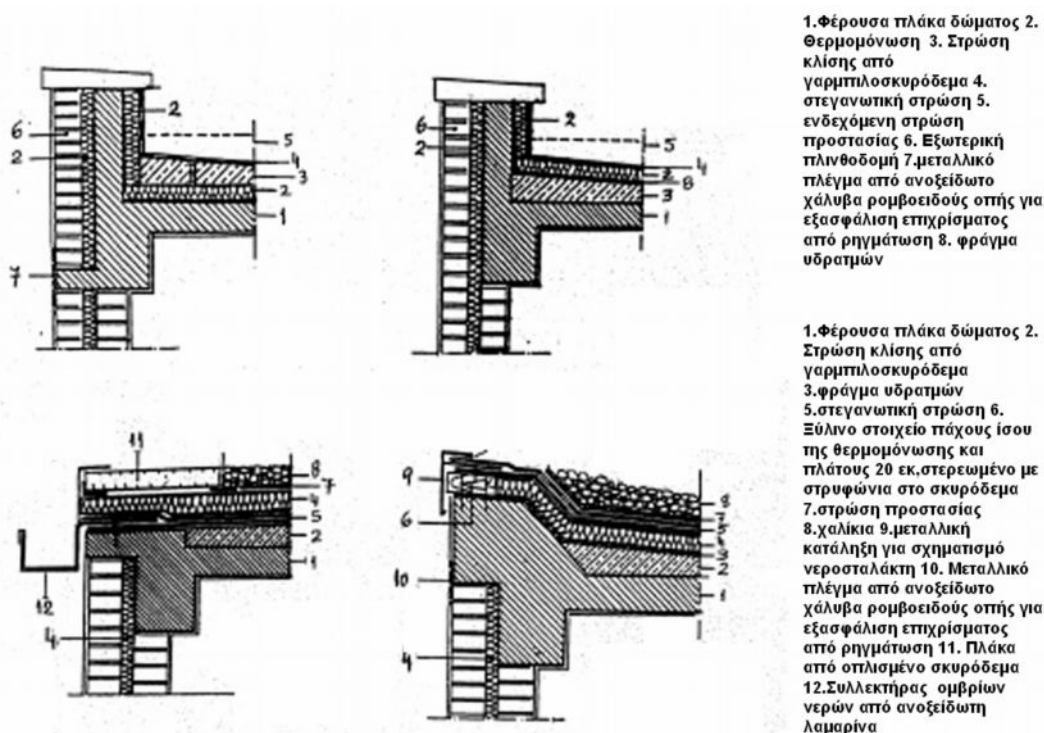 1.Φέρουσα πλάκα δώματος 2.
Θερμομόνωση 3. Στρώση
κλίσης από
γαρμπιλοσκυρόδεμα 4.
στεγανωτική στρώση 5.
ενδεχόμενη στρώση
προστασίας 6. Εξωτερική
πλινθοδομή 7.μεταλλικό
πλέγμα από ανοξείδωτο
χάλυβα ρομβοειδούς οπής για
εξασφάλιση επιχρίσματος
από ρηγμάτωση 8. φράγμα
υδρατμών
1.Φέρουσα πλάκα δώματος 2.
Στρώση κλίσης από
γαρμπιλοσκυρόδεμα
3.φράγμα υδρατμών
5.στεγανωτική στρώση 6.
Ξύλινο στοιχείο πάχους ίσου
της θερμομόνωσης και
πλάτους 20 εκ,στερεωμένο με
στρυφώνια στο σκυρόδεμα
7.στρώση προστασίας
8.χαλίκια 9.μεταλλική
κατάληξη για σχηματισμό
νεροσταλάκτη 10. Μεταλλικό
πλέγμα από ανοξείδωτο
χάλυβα ρομβοειδούς οπής για
εξασφάλιση επιχρίσματος
από ρηγμάτωση 11. Πλάκα
από οπλισμένο σκυρόδεμα
12.Συλλεκτήρας ομβρίων
νερών από ανοξείδωτη
λαμαρίνα
2
6
2
5
4
3
2
1
7
2
6
2
5
4
8
3
1
11
8
7
4
5
2
1
12
4
9
6
10
4
2
1